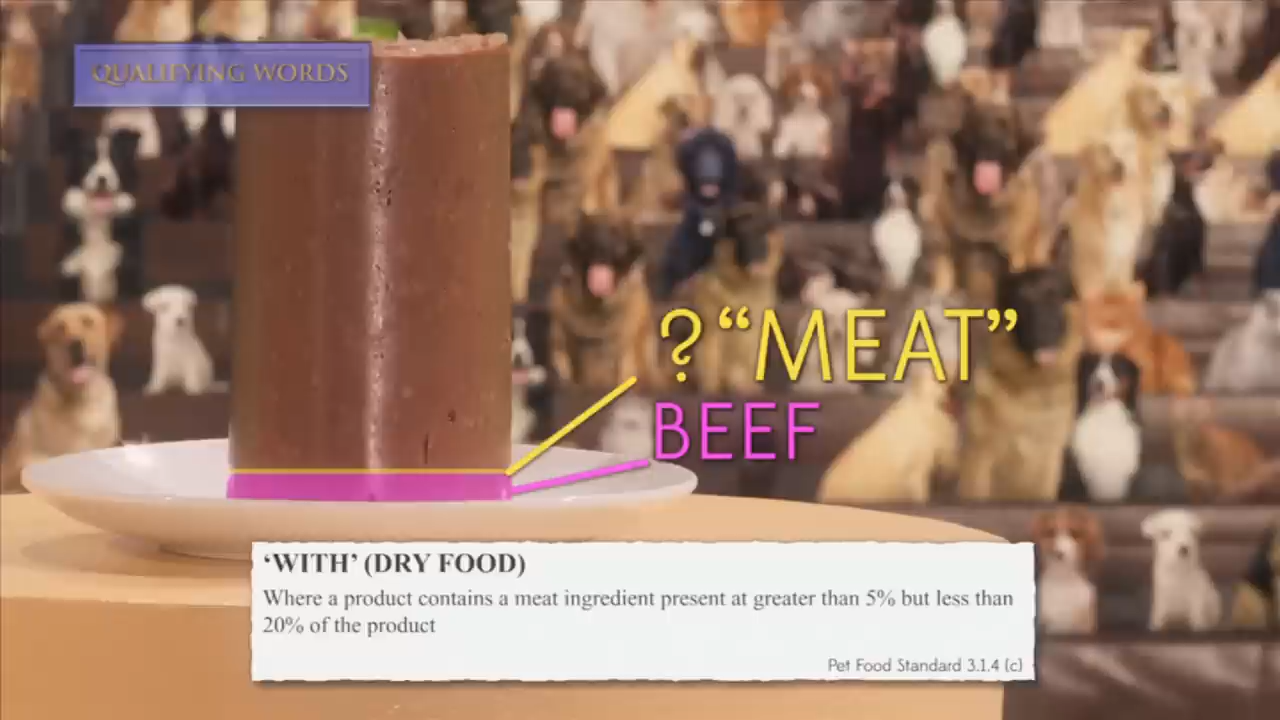 QUALIFYING WORDS
? “MEAT”
BEEF
‘WITH’ (DRY FOOD)
Where a product contains a meat ingredient present at greater than 5% but less than
20% of the product
Pet Food Standard 3.1.4 (c)